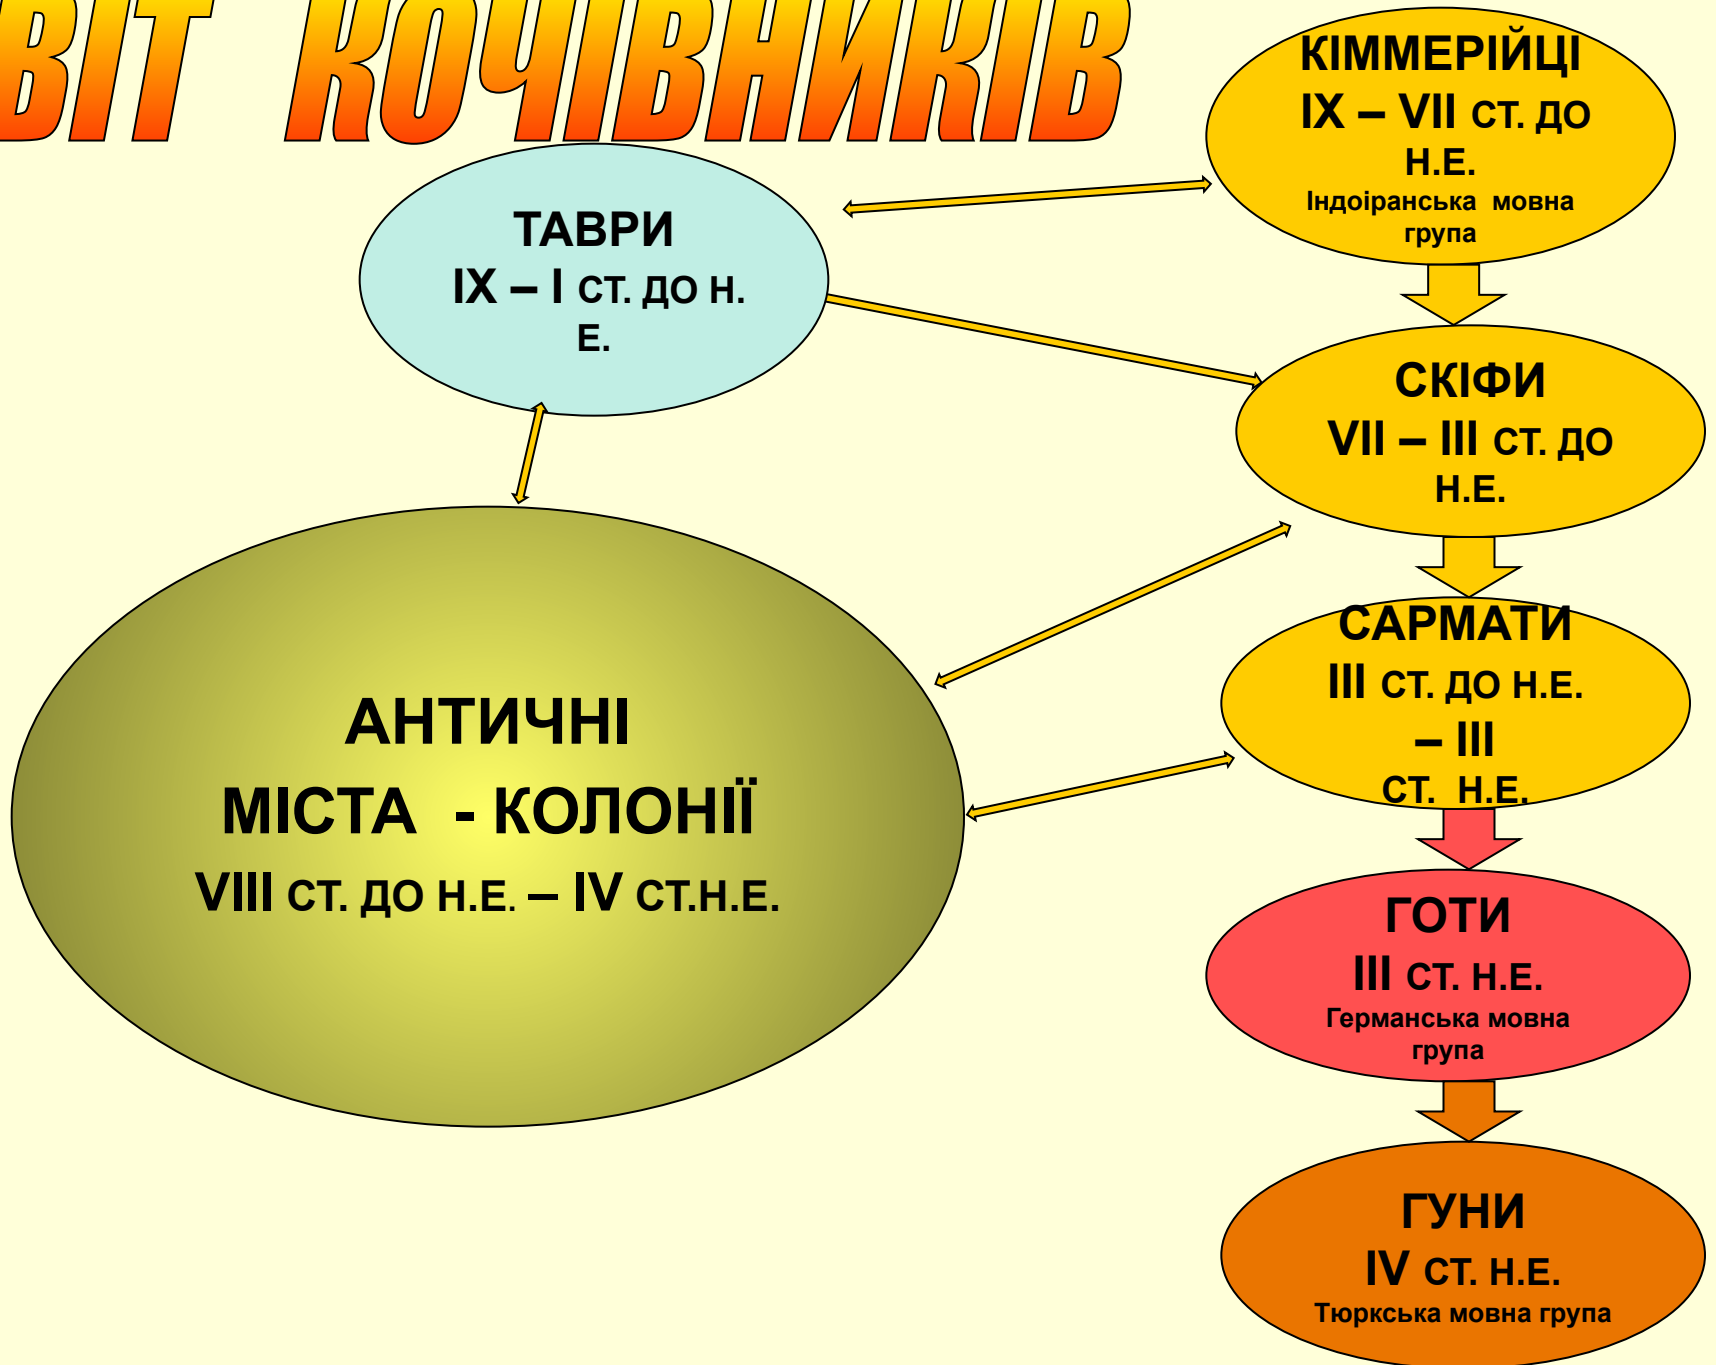 ВІТ КОЧІВНИКІВ
КІММЕРІЙЦІ
IX – VII СТ. ДО
Н.Е.
Індоіранська мовна
група
ТАВРИ
IX – I СТ. ДО Н.
Е.
СКІФИ
VII – III СТ. ДО
Н.Е.
САРМАТИ
III СТ. ДО Н.Е.
– III
СТ. Н.Е.
АНТИЧНІ
МІСТА - КОЛОНІЇ
VIII СТ. ДО Н.Е. – IV СТ.Н.Е.
ГОТИ
III СТ. Н.Е.
Германська мовна
група
ГУНИ
IV СТ. Н.Е.
Тюркська мовна група